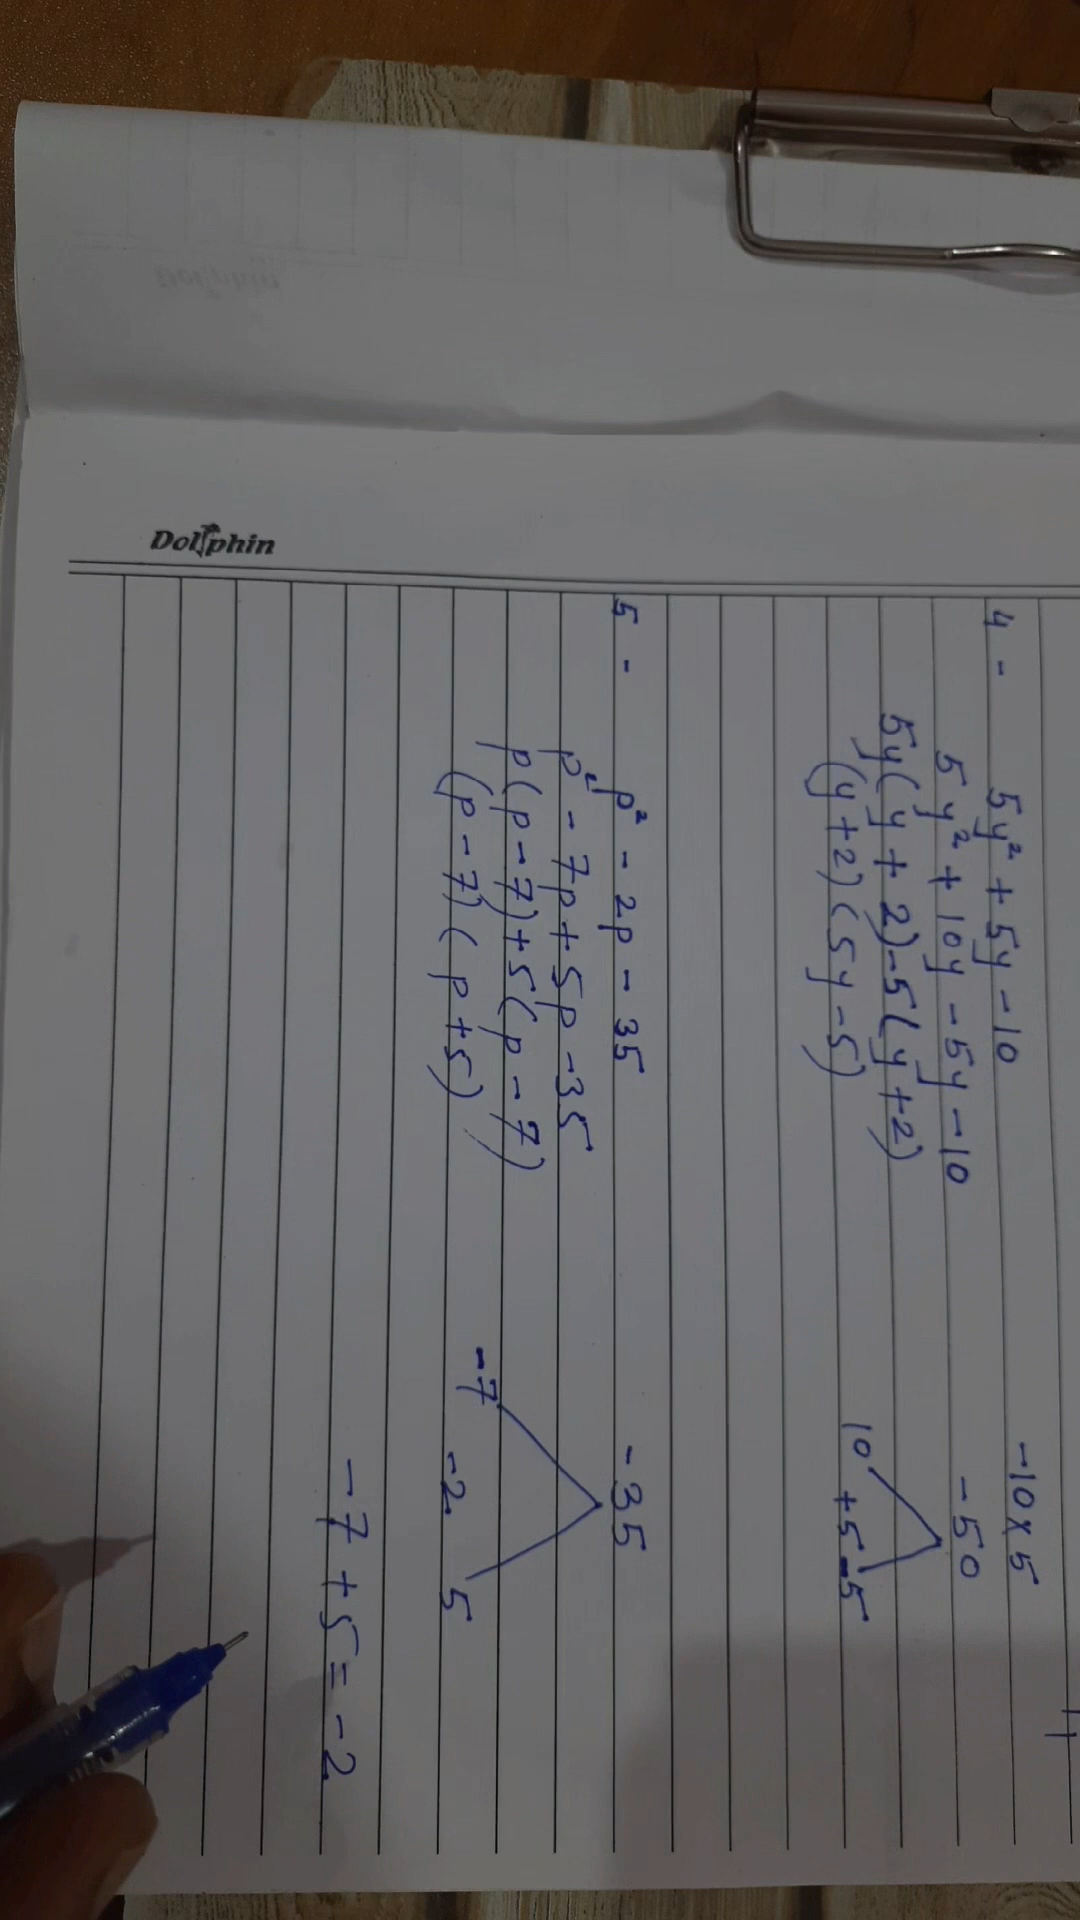 Dolphin
4 - 5y² + 5y - 10 -10 × 5
5y² + 10y - 5y - 10 -50
5y(y + 2) - 5(y + 2)
(y + 2)(5y - 5) 10 +5 -5
5 - p² - 2p - 35 -35
p² - 7p + 5p - 35
p(p - 7) + 5(p - 7)
(p - 7)(p + 5) -7 -2 5
-7 + 5 = -2